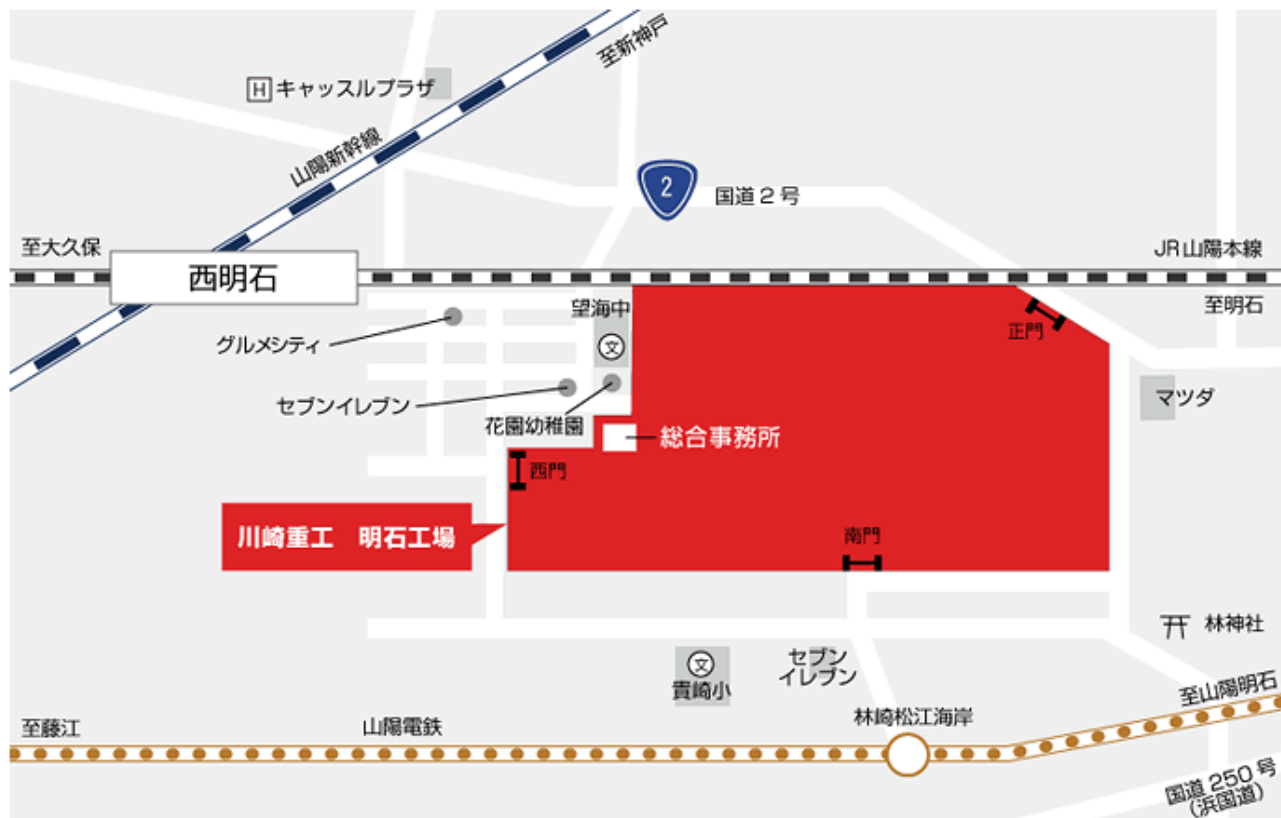 至新神戸
H キャッスルプラザ
山陽新幹線
2
国道2号
至大久保
JR山陽本線
西明石
至明石
望海中
文
グルメシティ
正門
セブンイレブン
マツダ
花園幼稚園
総合事務所
西門
川崎重工 明石工場
南門
林神社
文
貴崎小
セブン
イレブン
至山陽明石
林崎松江海岸
至藤江
山陽電鉄
国道250号
(浜国道)